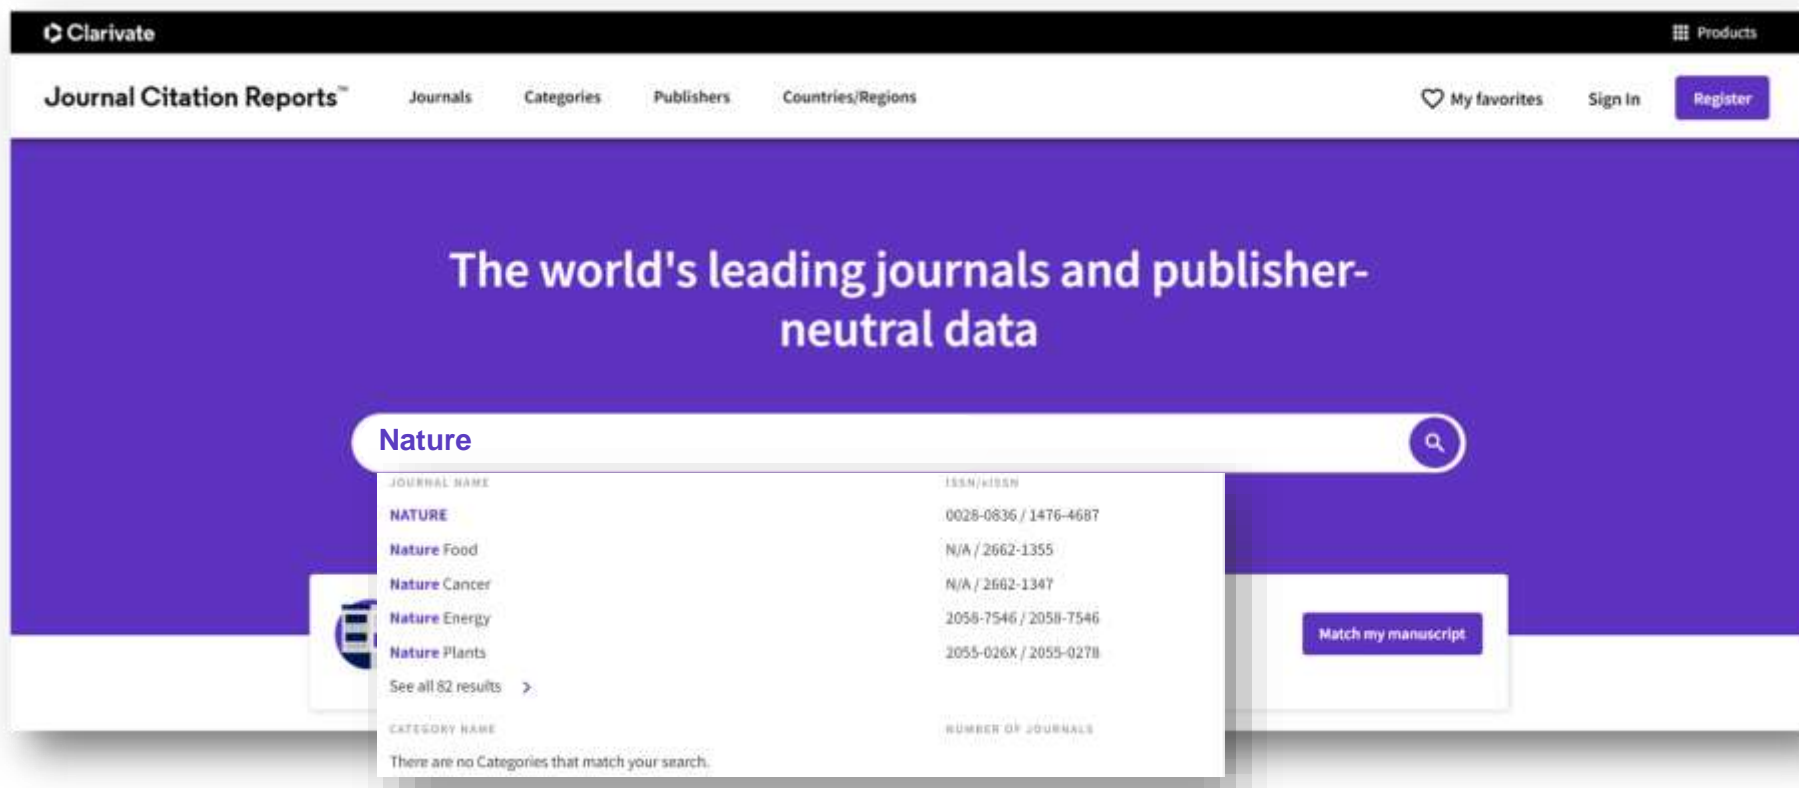 Clarivate
Products
Journal Citation Reports™
Journals
Categories
Publishers
Countries/Regions
My favorites
Sign In
Register
The world's leading journals and publisher-
neutral data
Nature
JOURNAL NAME ISSN/eISSN
NATURE 0028-0836 / 1476-4687
Nature Food N/A / 2662-1355
Nature Cancer N/A / 2662-1347
Nature Energy 2058-7546 / 2058-7546
Nature Plants 2055-026X / 2055-0278
Match my manuscript
See all 82 results
CATEGORY NAME NUMBER OF JOURNALS
There are no Categories that match your search.